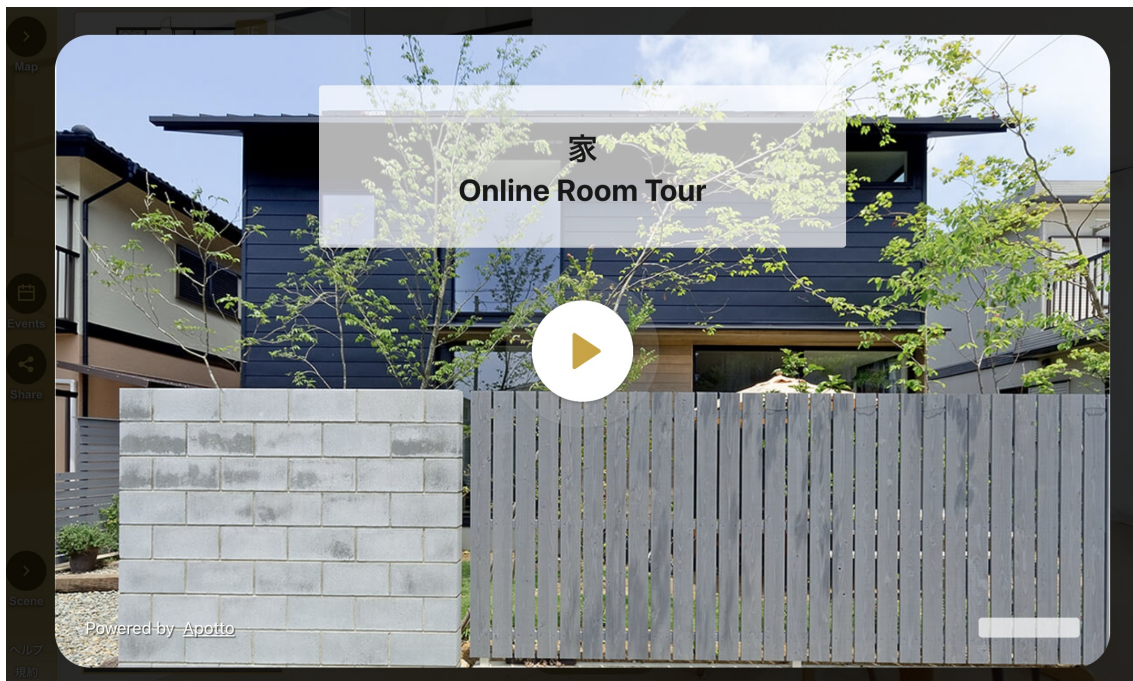 Map
家
Online Room Tour
Events
Share
Scene
Powered by Apotto
ヘルプ
規約